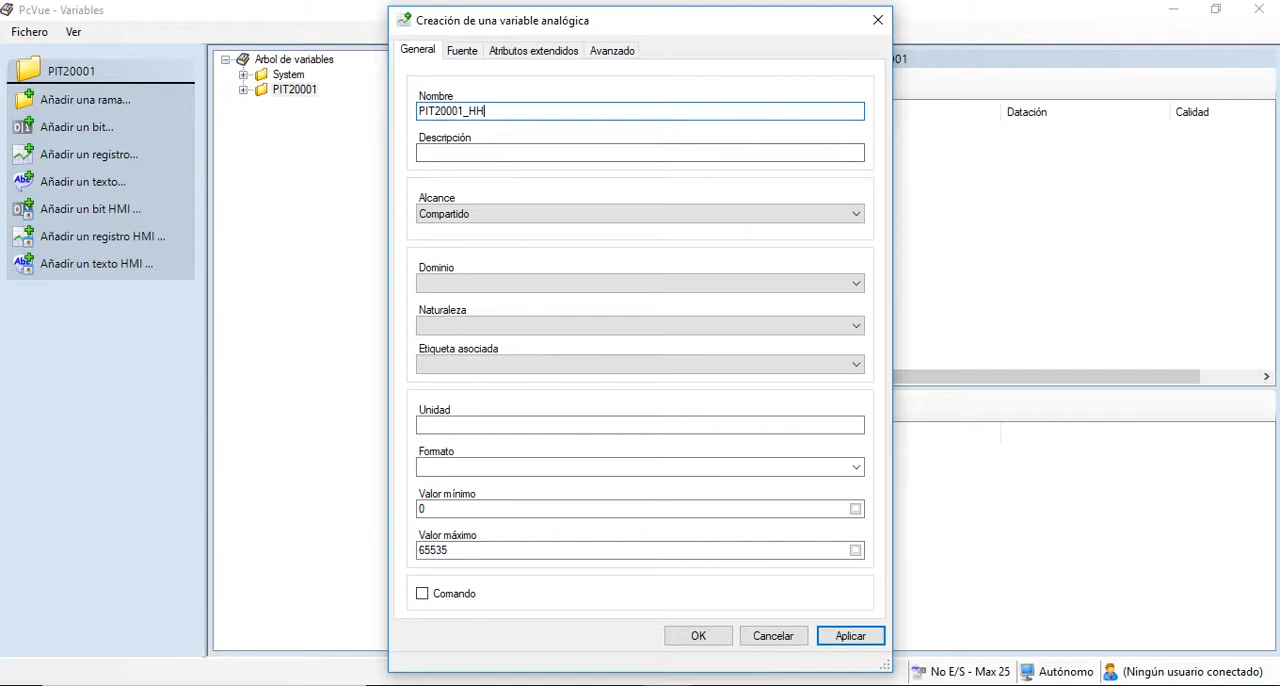 PcVue - Variables
Fichero Ver
PIT20001
Añadir una rama...
Añadir un bit...
Añadir un registro...
Añadir un texto...
Añadir un bit HMI ...
Añadir un registro HMI ...
Añadir un texto HMI ...
Arbol de variables
System
PIT20001
Creación de una variable analógica
General Fuente Atributos extendidos Avanzado
Nombre
PIT20001_HH
Descripción
Alcance
Compartido
Dominio
Naturaleza
Etiqueta asociada
Unidad
Formato
Valor mínimo
0
Valor máximo
65535
Comando
OK Cancelar Aplicar
01
Datación Calidad
No E/S - Max 25 Autónomo (Ningún usuario conectado)